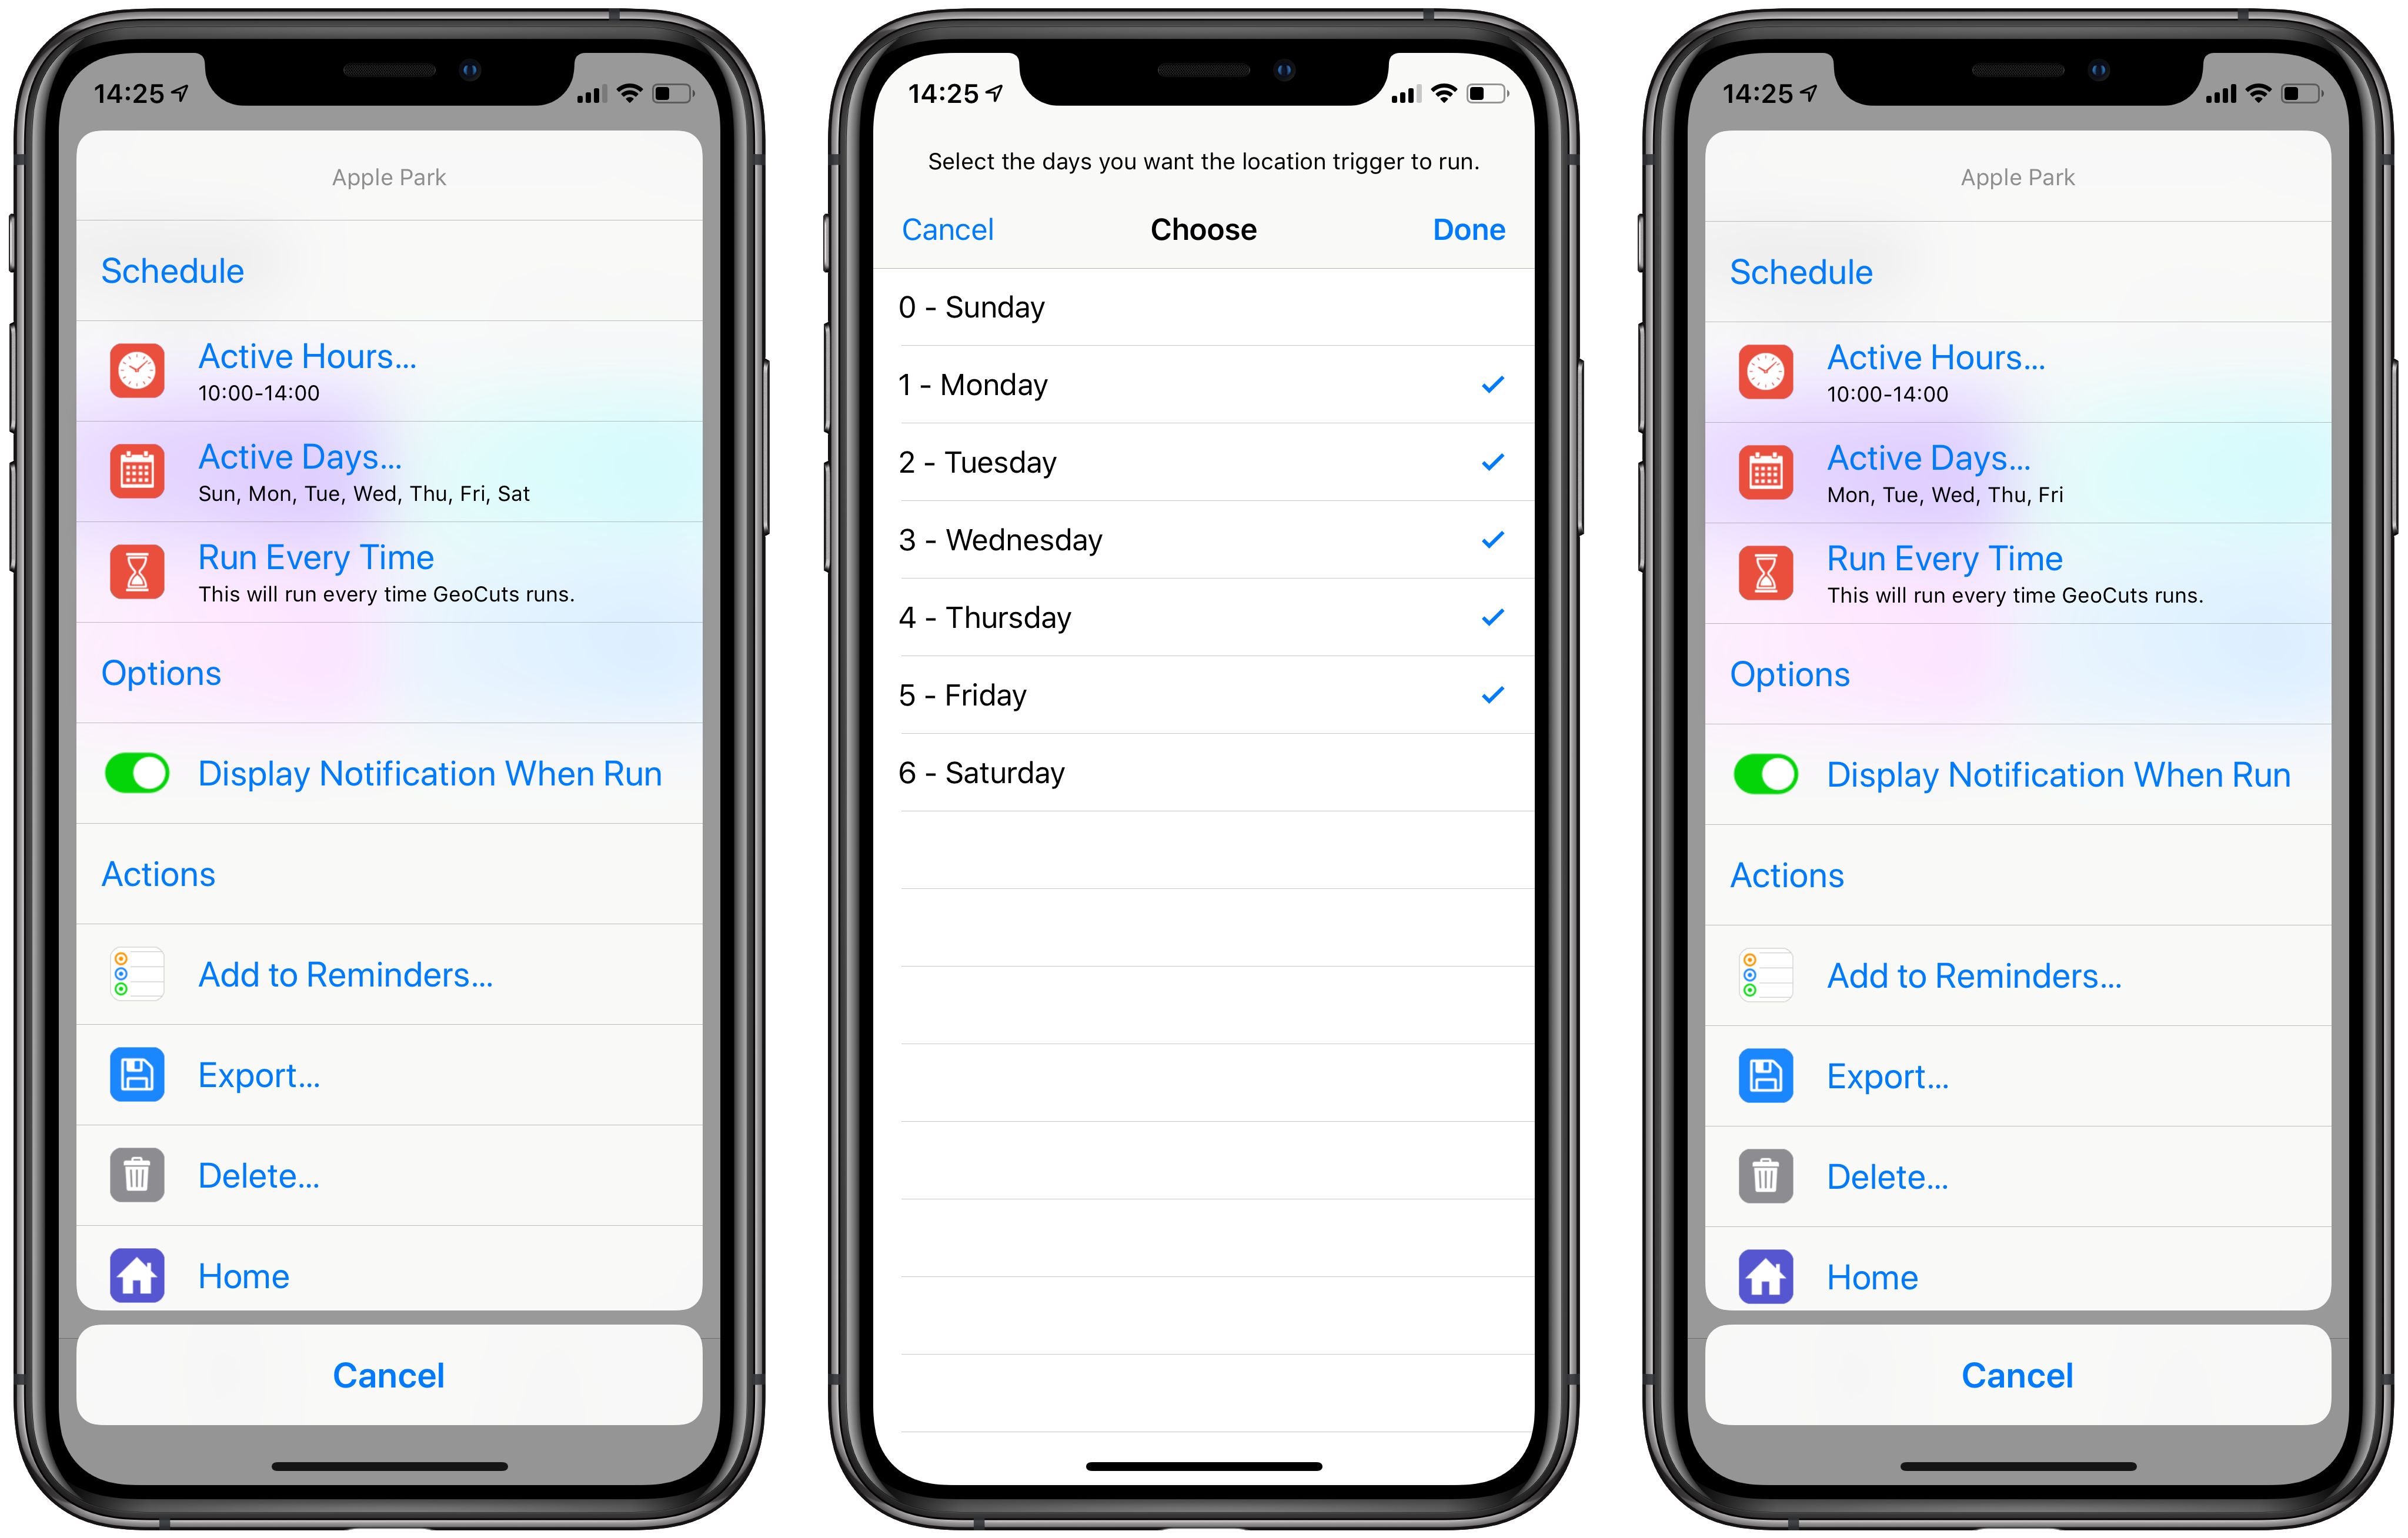 14:25
Apple Park
Schedule
Active Hours...
10:00-14:00
Active Days...
Sun, Mon, Tue, Wed, Thu, Fri, Sat
Run Every Time
This will run every time GeoCuts runs.
Options
Display Notification When Run
Actions
Add to Reminders...
Export...
Delete...
Home
Cancel
14:25
Select the days you want the location trigger to run.
Cancel Choose Done
0 - Sunday
1 - Monday
2 - Tuesday
3 - Wednesday
4 - Thursday
5 - Friday
6 - Saturday
14:25
Apple Park
Schedule
Active Hours...
10:00-14:00
Active Days...
Mon, Tue, Wed, Thu, Fri
Run Every Time
This will run every time GeoCuts runs.
Options
Display Notification When Run
Actions
Add to Reminders...
Export...
Delete...
Home
Cancel